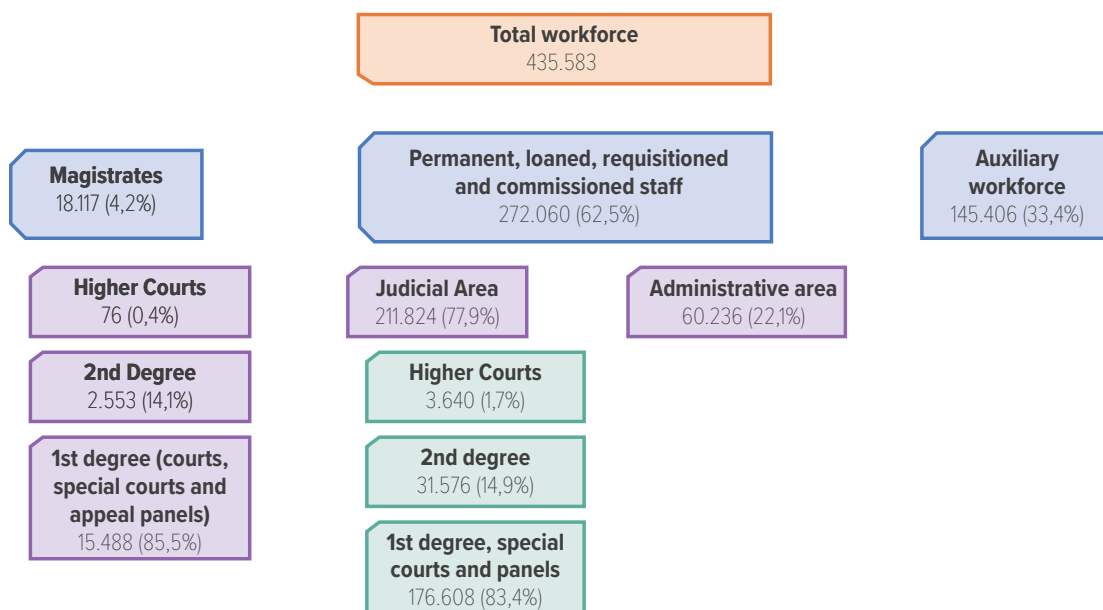 Total workforce
435.583
Magistrates
18.117 (4,2%)
Permanent, loaned, requisitioned
and commissioned staff
272.060 (62,5%)
Auxiliary
workforce
145.406 (33,4%)
Higher Courts
76 (0,4%)
2nd Degree
2.553 (14,1%)
1st degree (courts,
special courts and
appeal panels)
15.488 (85,5%)
Judicial Area
211.824 (77,9%)
Administrative area
60.236 (22,1%)
Higher Courts
3.640 (1,7%)
2nd degree
31.576 (14,9%)
1st degree, special
courts and panels
176.608 (83,4%)